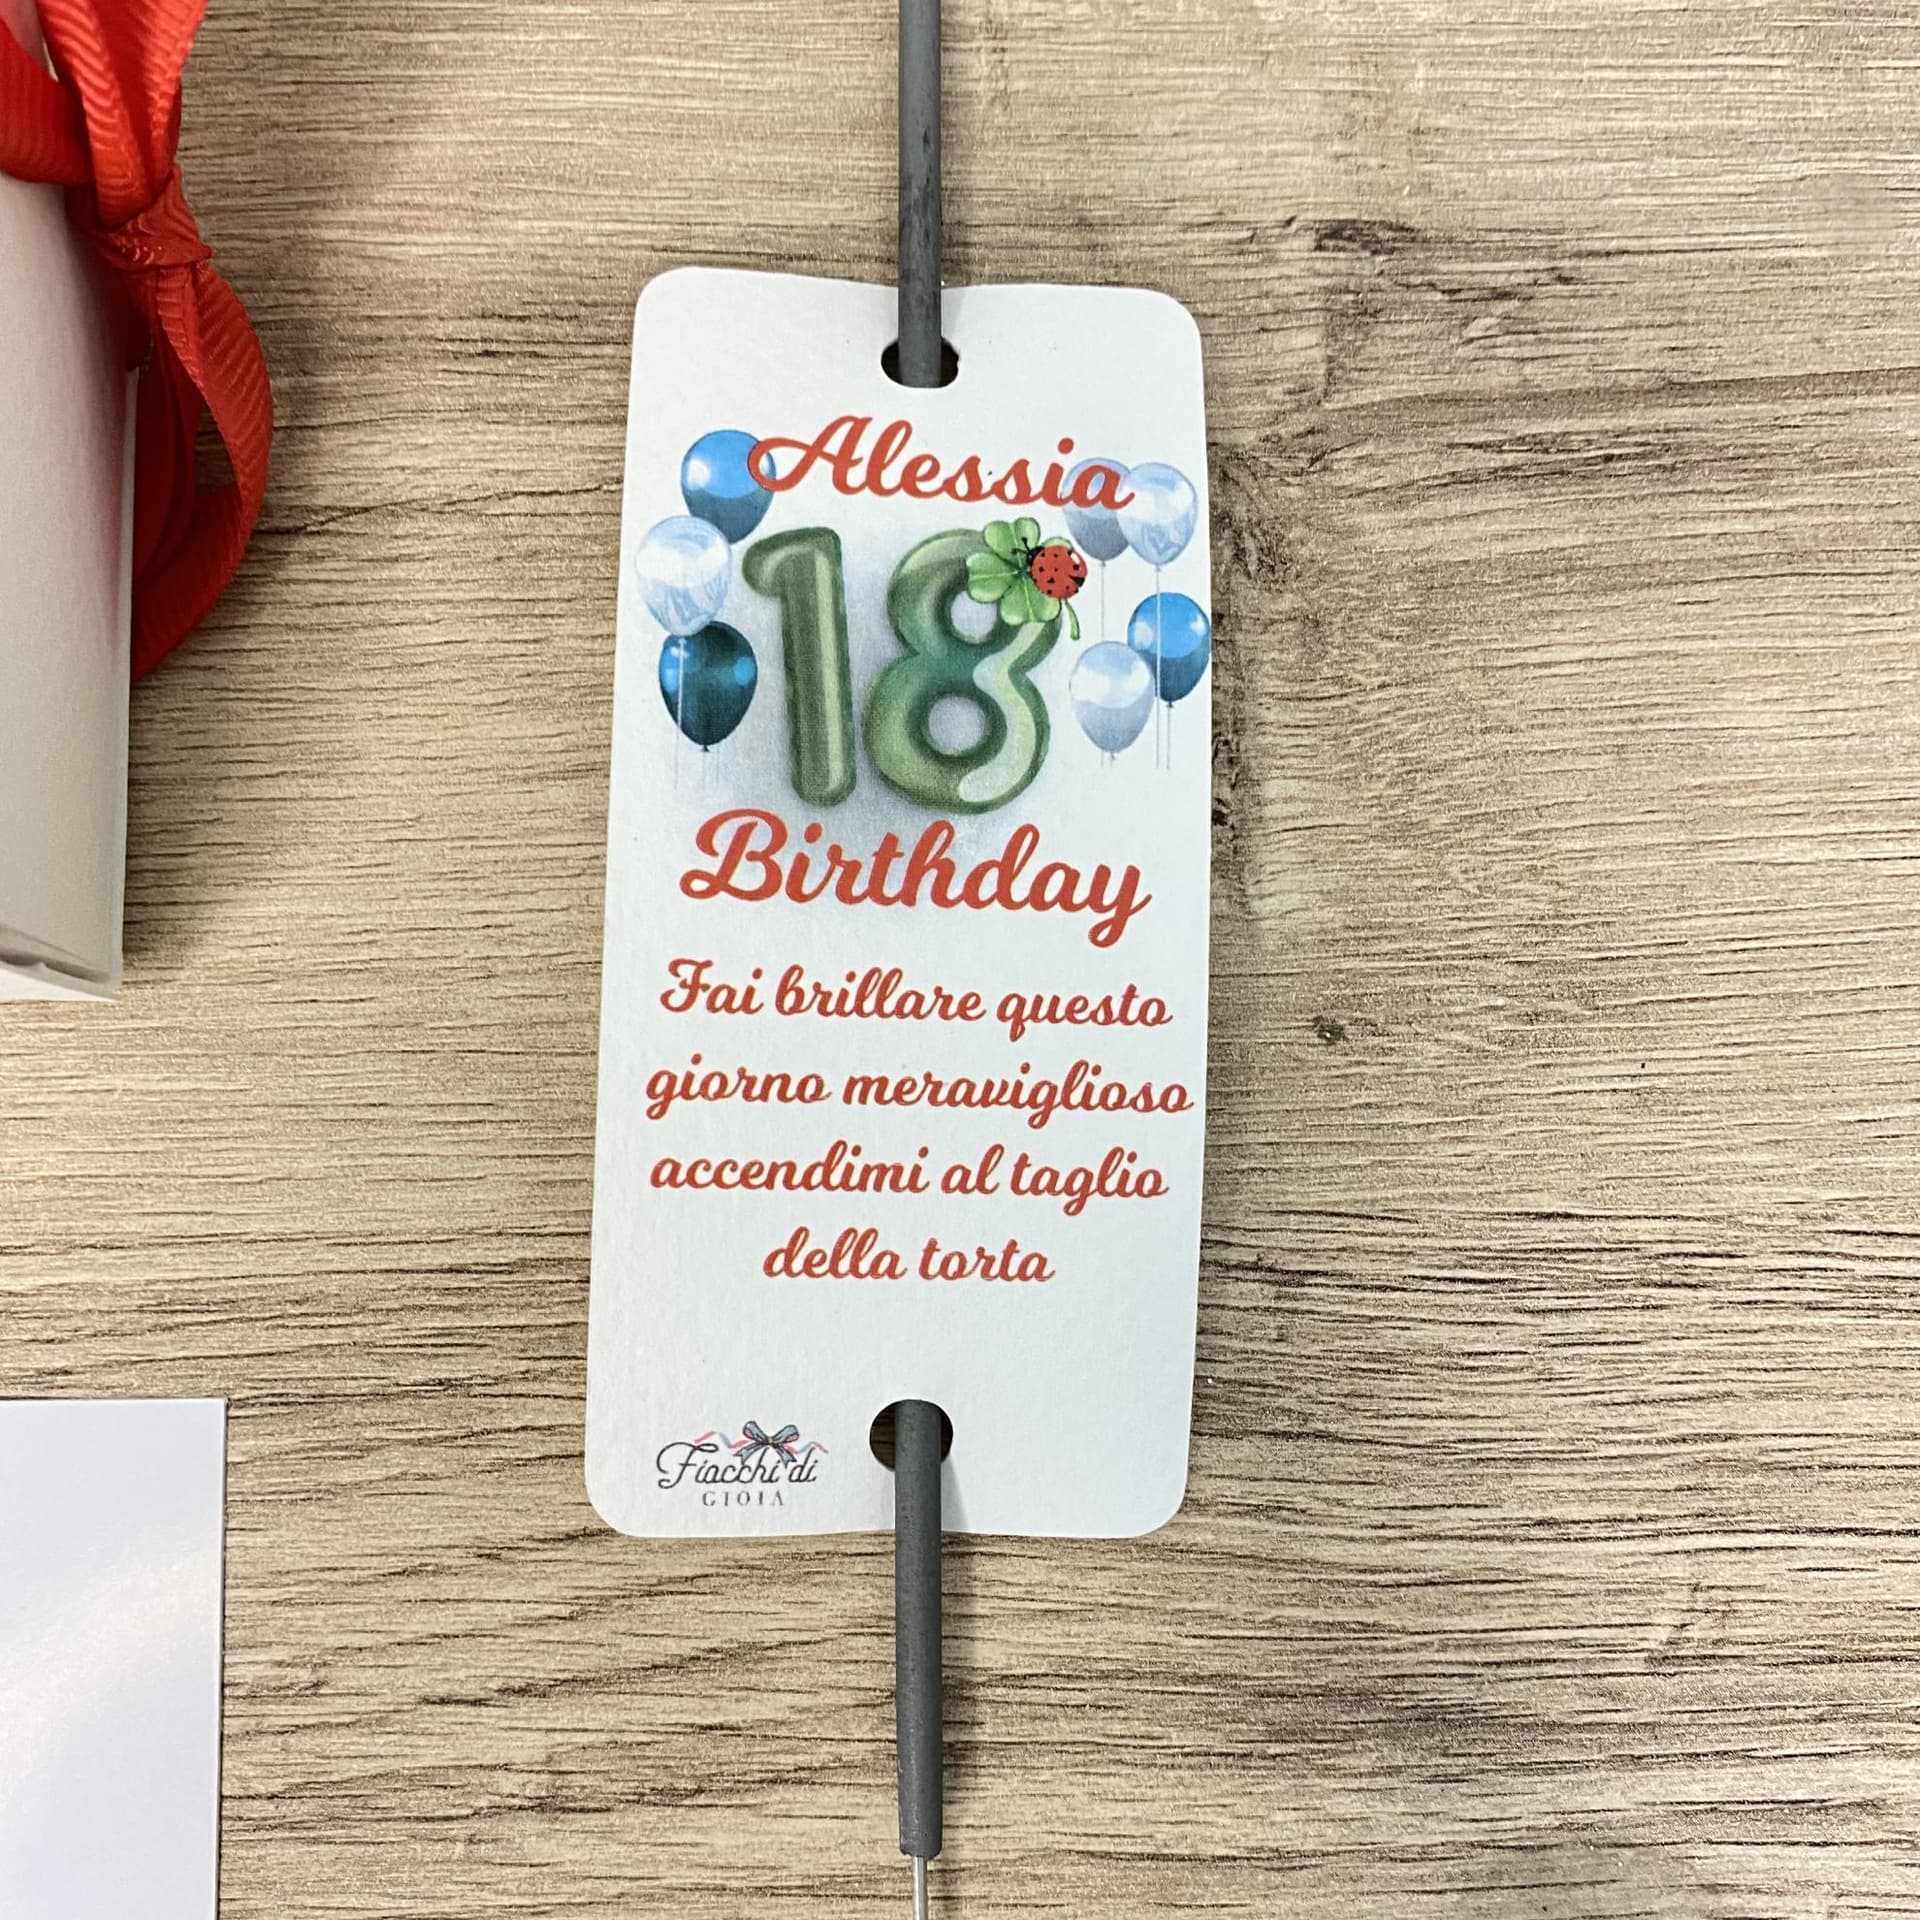 Alessia
18
Birthday
Fai brillare questo
giorno meraviglioso
accendimi al taglio
della torta
Fiocchi di
GIOIA